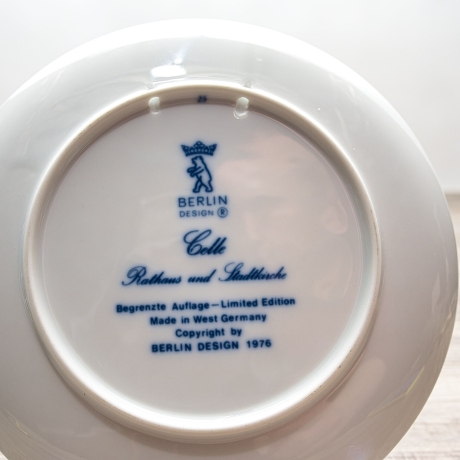 25
BERLIN
DESIGN ®
Celle
Rathaus und Stadtkirche
Begrenzte Auflage—Limited Edition
Made in West Germany
Copyright by
BERLIN DESIGN 1976